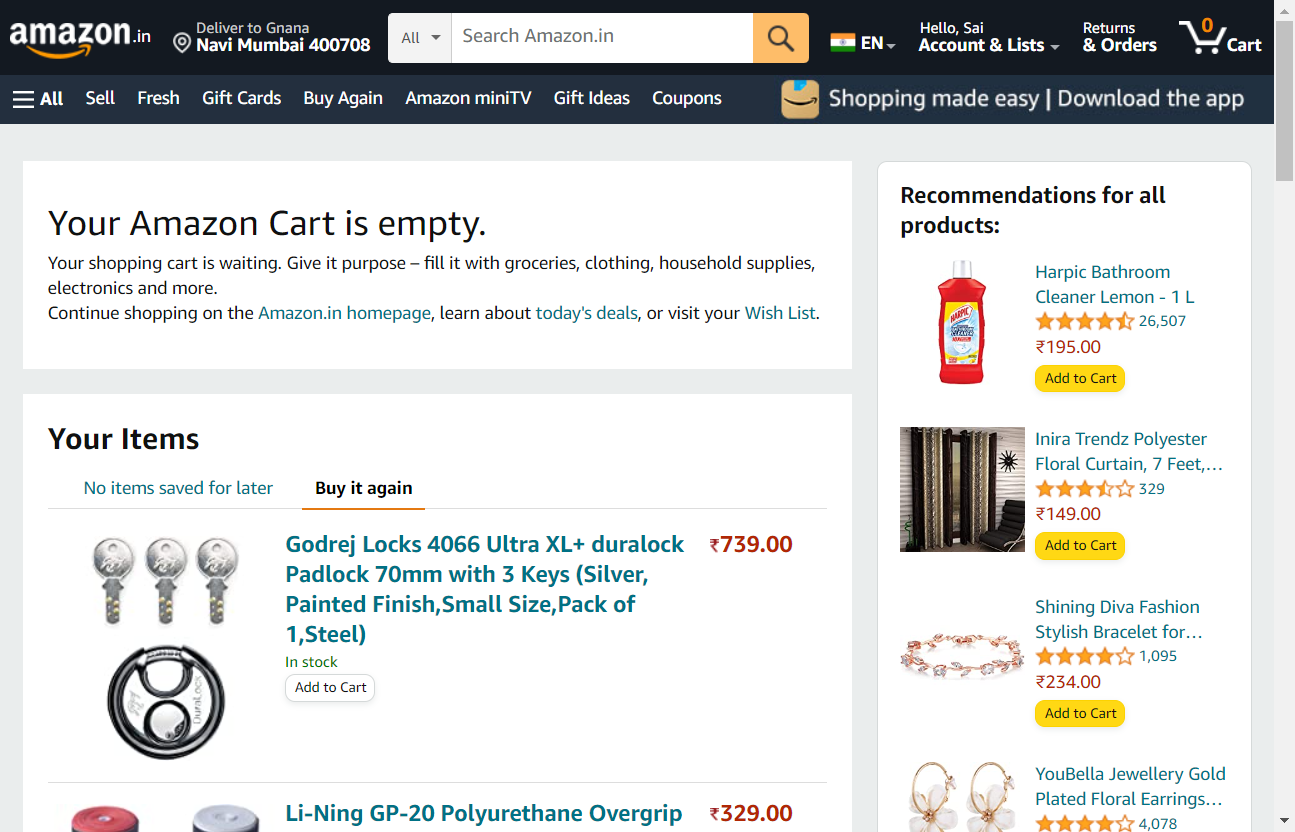 amazon.in
Deliver to Gnana
Navi Mumbai 400708
All
Search Amazon.in
EN
Hello, Sai
Account & Lists
Returns
& Orders
0
Cart
All
Sell
Fresh
Gift Cards
Buy Again
Amazon miniTV
Gift Ideas
Coupons
Shopping made easy | Download the app
Your Amazon Cart is empty.
Your shopping cart is waiting. Give it purpose – fill it with groceries, clothing, household supplies,
electronics and more.
Continue shopping on the Amazon.in homepage, learn about today's deals, or visit your Wish List.
Your Items
No items saved for later
Buy it again
Godrej Locks 4066 Ultra XL+ duralock
Padlock 70mm with 3 Keys (Silver,
Painted Finish,Small Size,Pack of
1,Steel)
₹739.00
In stock
Add to Cart
DuraLock
Li-Ning GP-20 Polyurethane Overgrip
₹329.00
Recommendations for all
products:
HARPIC
Harpic Bathroom
Cleaner Lemon - 1 L
26,507
₹195.00
Add to Cart
Inira Trendz Polyester
Floral Curtain, 7 Feet,…
329
₹149.00
Add to Cart
Shining Diva Fashion
Stylish Bracelet for…
1,095
₹234.00
Add to Cart
YouBella Jewellery Gold
Plated Floral Earrings…
4,078